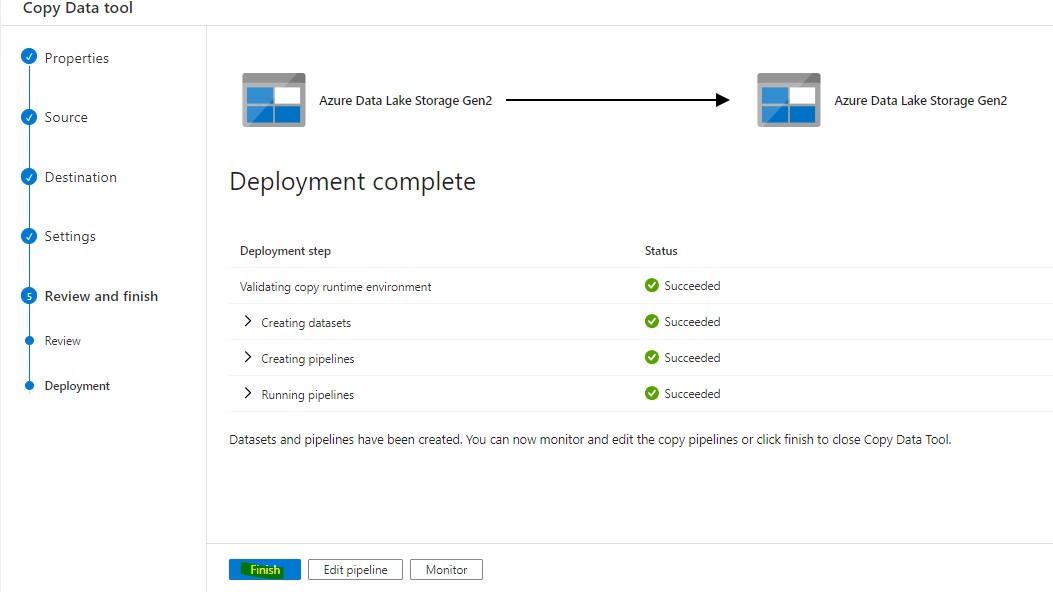 Copy Data tool
Properties
Source
Destination
Settings
5 Review and finish
Review
Deployment
Azure Data Lake Storage Gen2
Azure Data Lake Storage Gen2
Deployment complete
Deployment step Status
Validating copy runtime environment Succeeded
Creating datasets Succeeded
Creating pipelines Succeeded
Running pipelines Succeeded
Datasets and pipelines have been created. You can now monitor and edit the copy pipelines or click finish to close Copy Data Tool.
Finish Edit pipeline Monitor